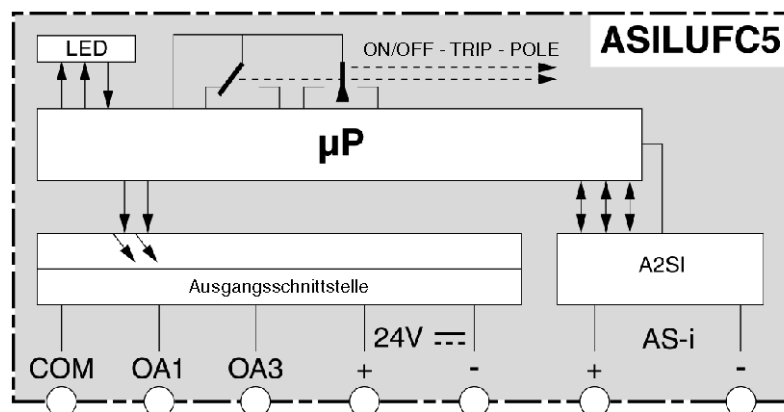 LED
ON/OFF - TRIP - POLE
ASILUFC5
µP
A2SI
Ausgangsschnittstelle
24V
AS-i
COM OA1 OA3 + - + -